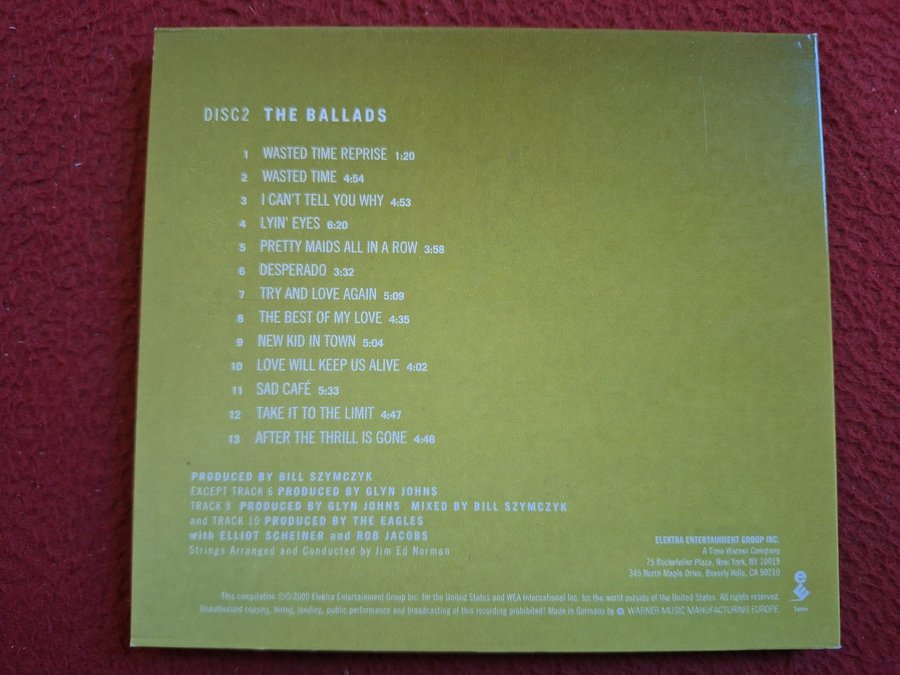 DISC2 THE BALLADS
1 WASTED TIME REPRISE 1:20
2 WASTED TIME 4:54
3 I CAN'T TELL YOU WHY 4:53
4 LYIN' EYES 6:20
5 PRETTY MAIDS ALL IN A ROW 3:58
6 DESPERADO 3:32
7 TRY AND LOVE AGAIN 5:09
8 THE BEST OF MY LOVE 4:35
9 NEW KID IN TOWN 5:04
10 LOVE WILL KEEP US ALIVE 4:02
11 SAD CAFÉ 5:33
12 TAKE IT TO THE LIMIT 4:47
13 AFTER THE THRILL IS GONE 4:48
PRODUCED BY BILL SZYMCZYK
EXCEPT TRACK 6 PRODUCED BY GLYN JOHNS
TRACK 8 PRODUCED BY GLYN JOHNS MIXED BY BILL SZYMCZYK
and TRACK 10 PRODUCED BY THE EAGLES
with ELLIOT SCHEINER and ROB JACOBS
Strings Arranged and Conducted by Jim Ed Norman
ELEKTRA ENTERTAINMENT GROUP INC.
A Time Warner Company
75 Rockefeller Plaza, New York, NY 10019
345 North Maple Drive, Beverly Hills, CA 90210
This compilation ℗©2000 Elektra Entertainment Group Inc. for the United States and WEA International Inc. for the world outside of the United States. All rights reserved.
Unauthorized copying, hiring, lending, public performance and broadcasting of this recording prohibited! Made in Germany by WARNER MUSIC MANUFACTURING EUROPE.